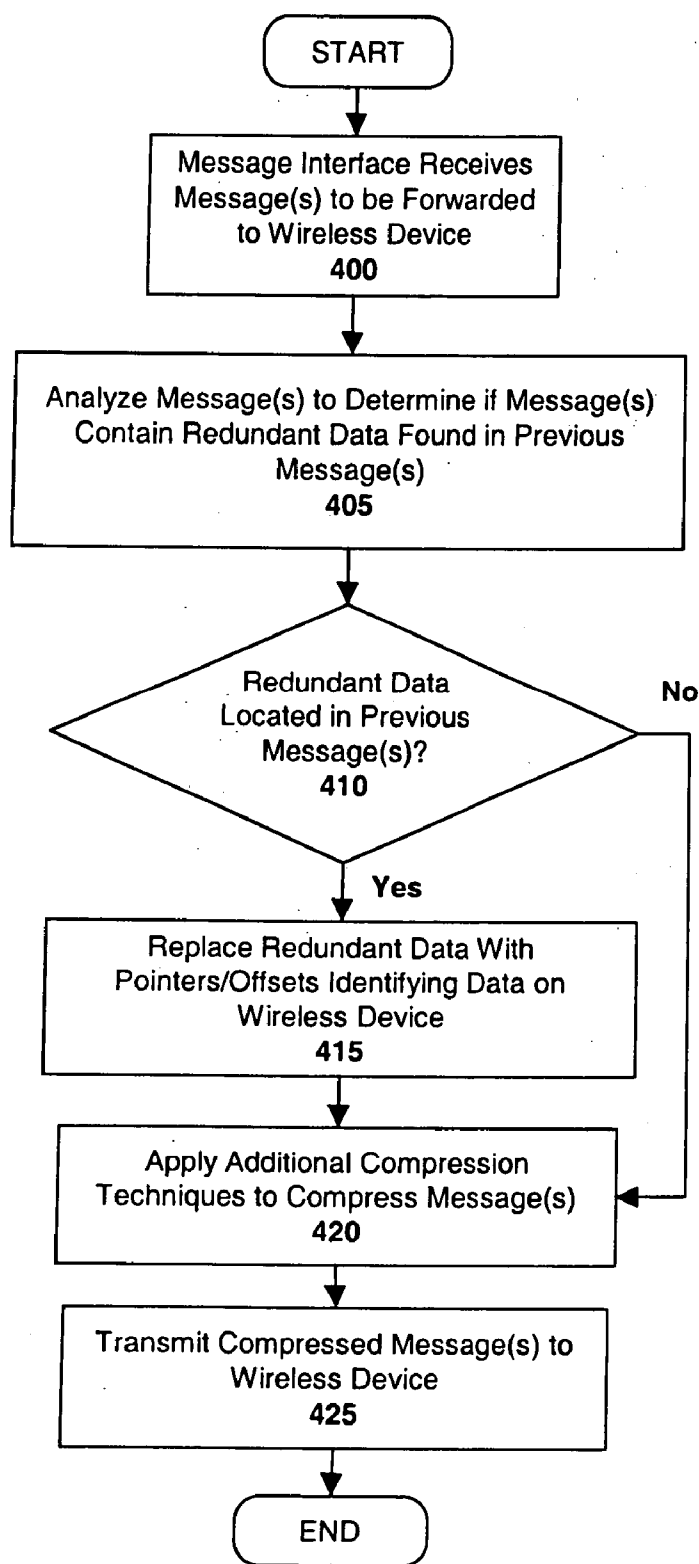 START
Message Interface Receives
Message(s) to be Forwarded
to Wireless Device
400
Analyze Message(s) to Determine if Message(s)
Contain Redundant Data Found in Previous
Message(s)
405
Redundant Data
Located in Previous
Message(s)?
410
No
Yes
Replace Redundant Data With
Pointers/Offsets Identifying Data on
Wireless Device
415
Apply Additional Compression
Techniques to Compress Message(s)
420
Transmit Compressed Message(s) to
Wireless Device
425
END